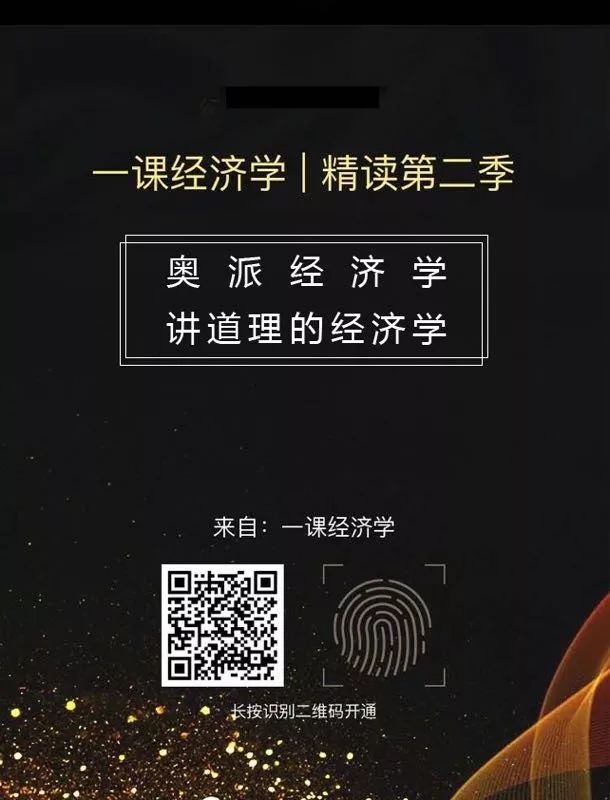 一课经济学｜精读第二季
奥派经济学
讲道理的经济学
来自：一课经济学
长按识别二维码开通